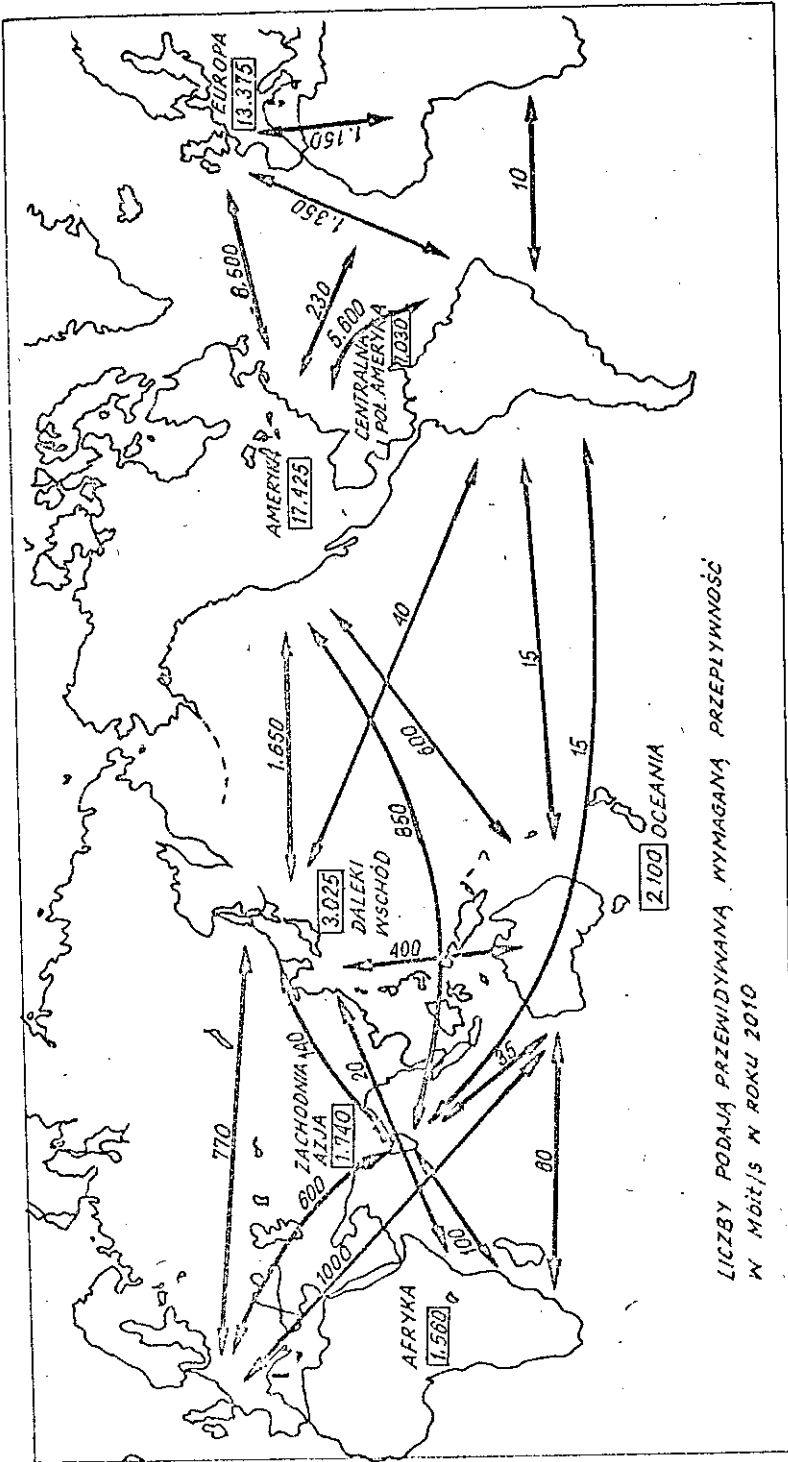 EUROPA
13.375
1.150
10
1.350
8.500
230
5.600
CENTRALNA
I POŁ.AMERYKA
7.030
AMERYKA
17.425
40
15
15
1.650
600
850
3.025
DALEKI
WSCHÓD
2.100 OCEANIA
400
770
140
ZACHODNIA
AZJA
1.740
20
35
600
1000
100
80
AFRYKA
1.560
LICZBY PODAJĄ PRZEWIDYWANĄ WYMAGANĄ PRZEPŁYWNOŚĆ
W Mbit/s W ROKU 2010